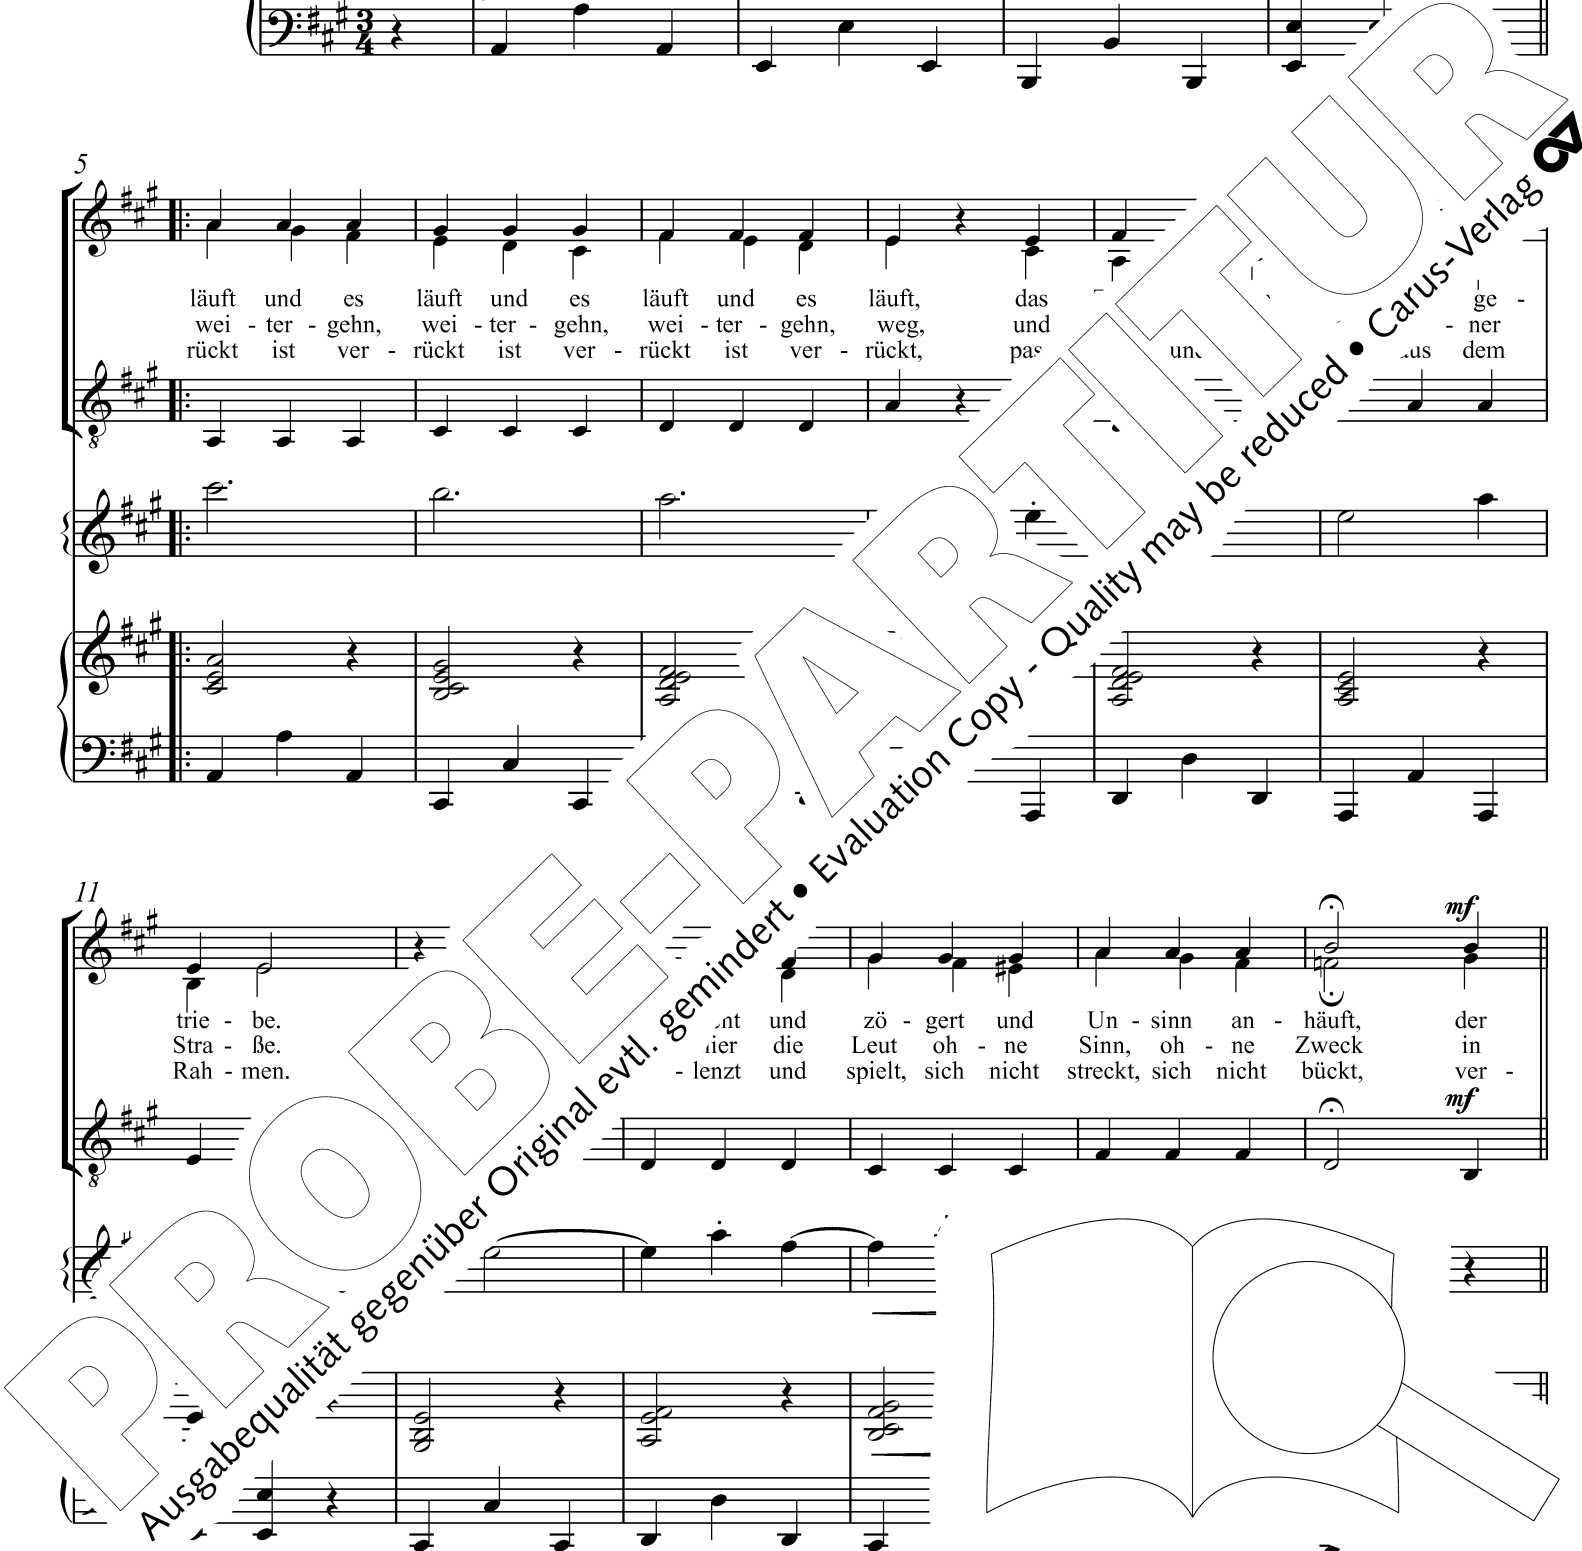 3
4
5
läuft und es läuft und es läuft und es läuft, das ge -
wei - ter - gehn, wei - ter - gehn, wei - ter - gehn, weg, und - ner
rückt ist ver - rückt ist ver - rückt ist ver - rückt, dem
8
11
mf
trie - be. und zö - gert und Un - sinn an - häuft, der
Stra - ße. die Leut oh - ne Sinn, oh - ne Zweck in
Rah - men. - lenzt und spielt, sich nicht streckt, sich nicht bückt, ver -
mf
8
PROBE-PARTITUR
Ausgabequalität gegenüber Original evtl. gemindert • Evaluation Copy - Quality may be reduced • Carus-Verlag